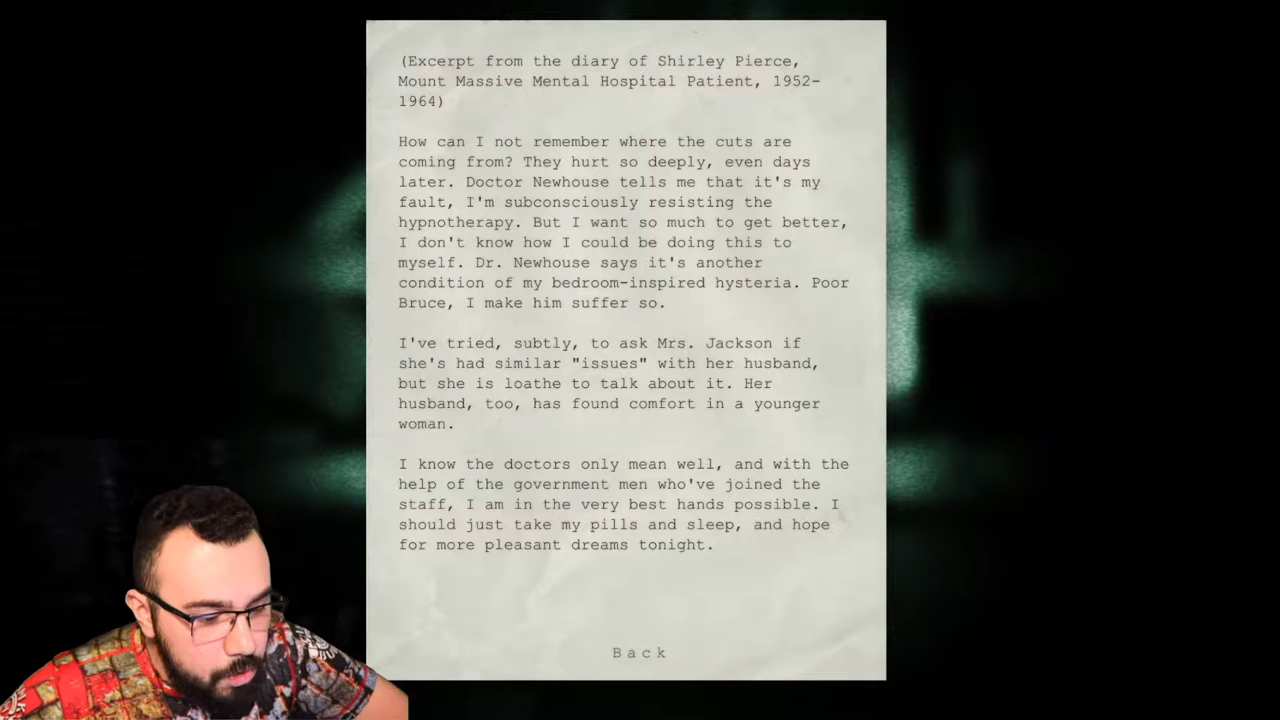 (Excerpt from the diary of Shirley Pierce,
Mount Massive Mental Hospital Patient, 1952-
1964)
How can I not remember where the cuts are
coming from? They hurt so deeply, even days
later. Doctor Newhouse tells me that it's my
fault, I'm subconsciously resisting the
hypnotherapy. But I want so much to get better,
I don't know how I could be doing this to
myself. Dr. Newhouse says it's another
condition of my bedroom-inspired hysteria. Poor
Bruce, I make him suffer so.
I've tried, subtly, to ask Mrs. Jackson if
she's had similar "issues" with her husband,
but she is loathe to talk about it. Her
husband, too, has found comfort in a younger
woman.
I know the doctors only mean well, and with the
help of the government men who've joined the
staff, I am in the very best hands possible. I
should just take my pills and sleep, and hope
for more pleasant dreams tonight.
Back